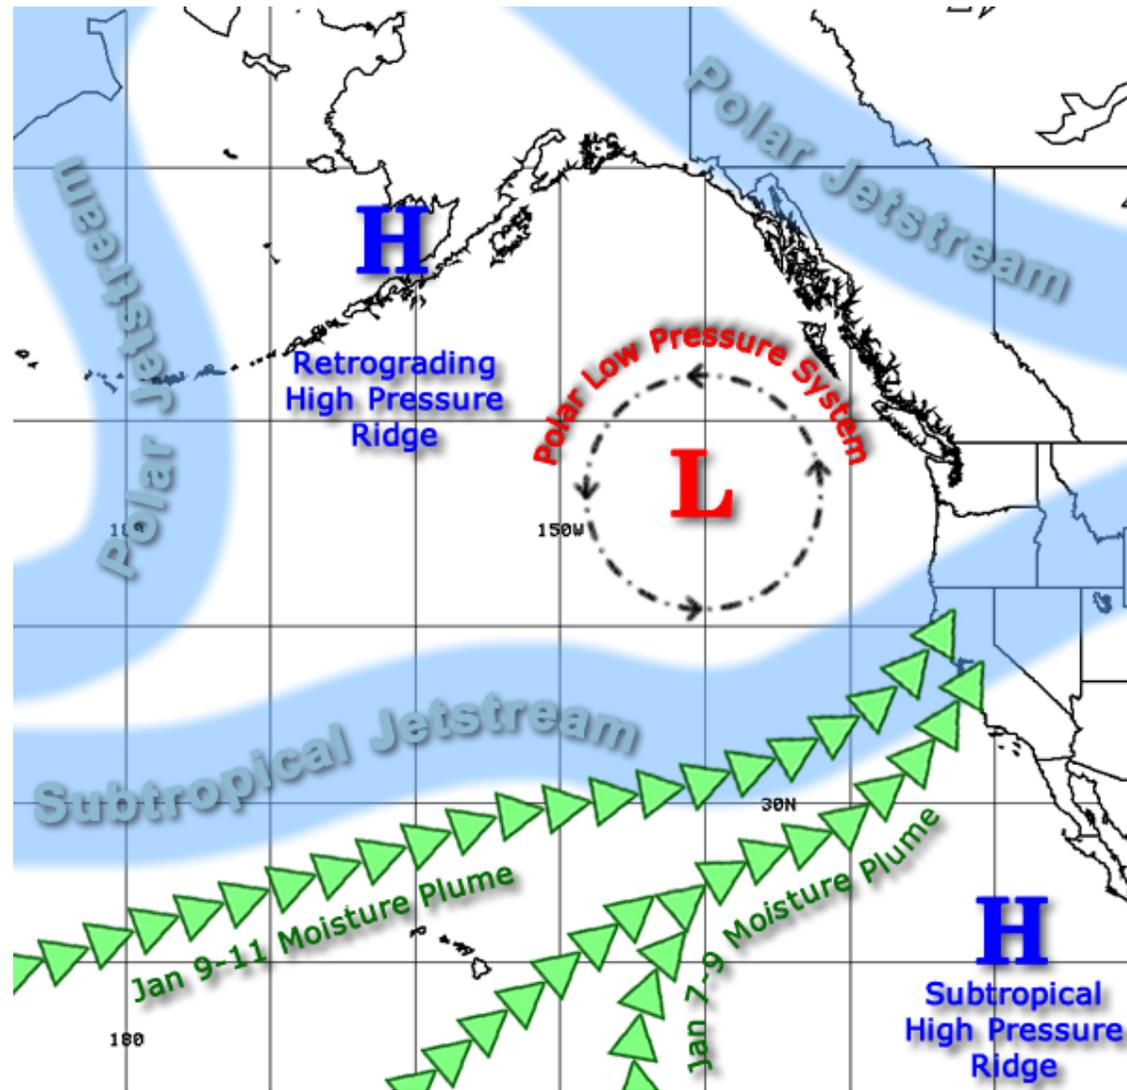 Polar Jetstream
Polar Jetstream
H
Retrograding
High Pressure
Ridge
Polar Low Pressure System
L
180
150W
Subtropical Jetstream
30N
Jan 9-11 Moisture Plume
Jan 7-9 Moisture Plume
H
Subtropical
High Pressure
Ridge
180